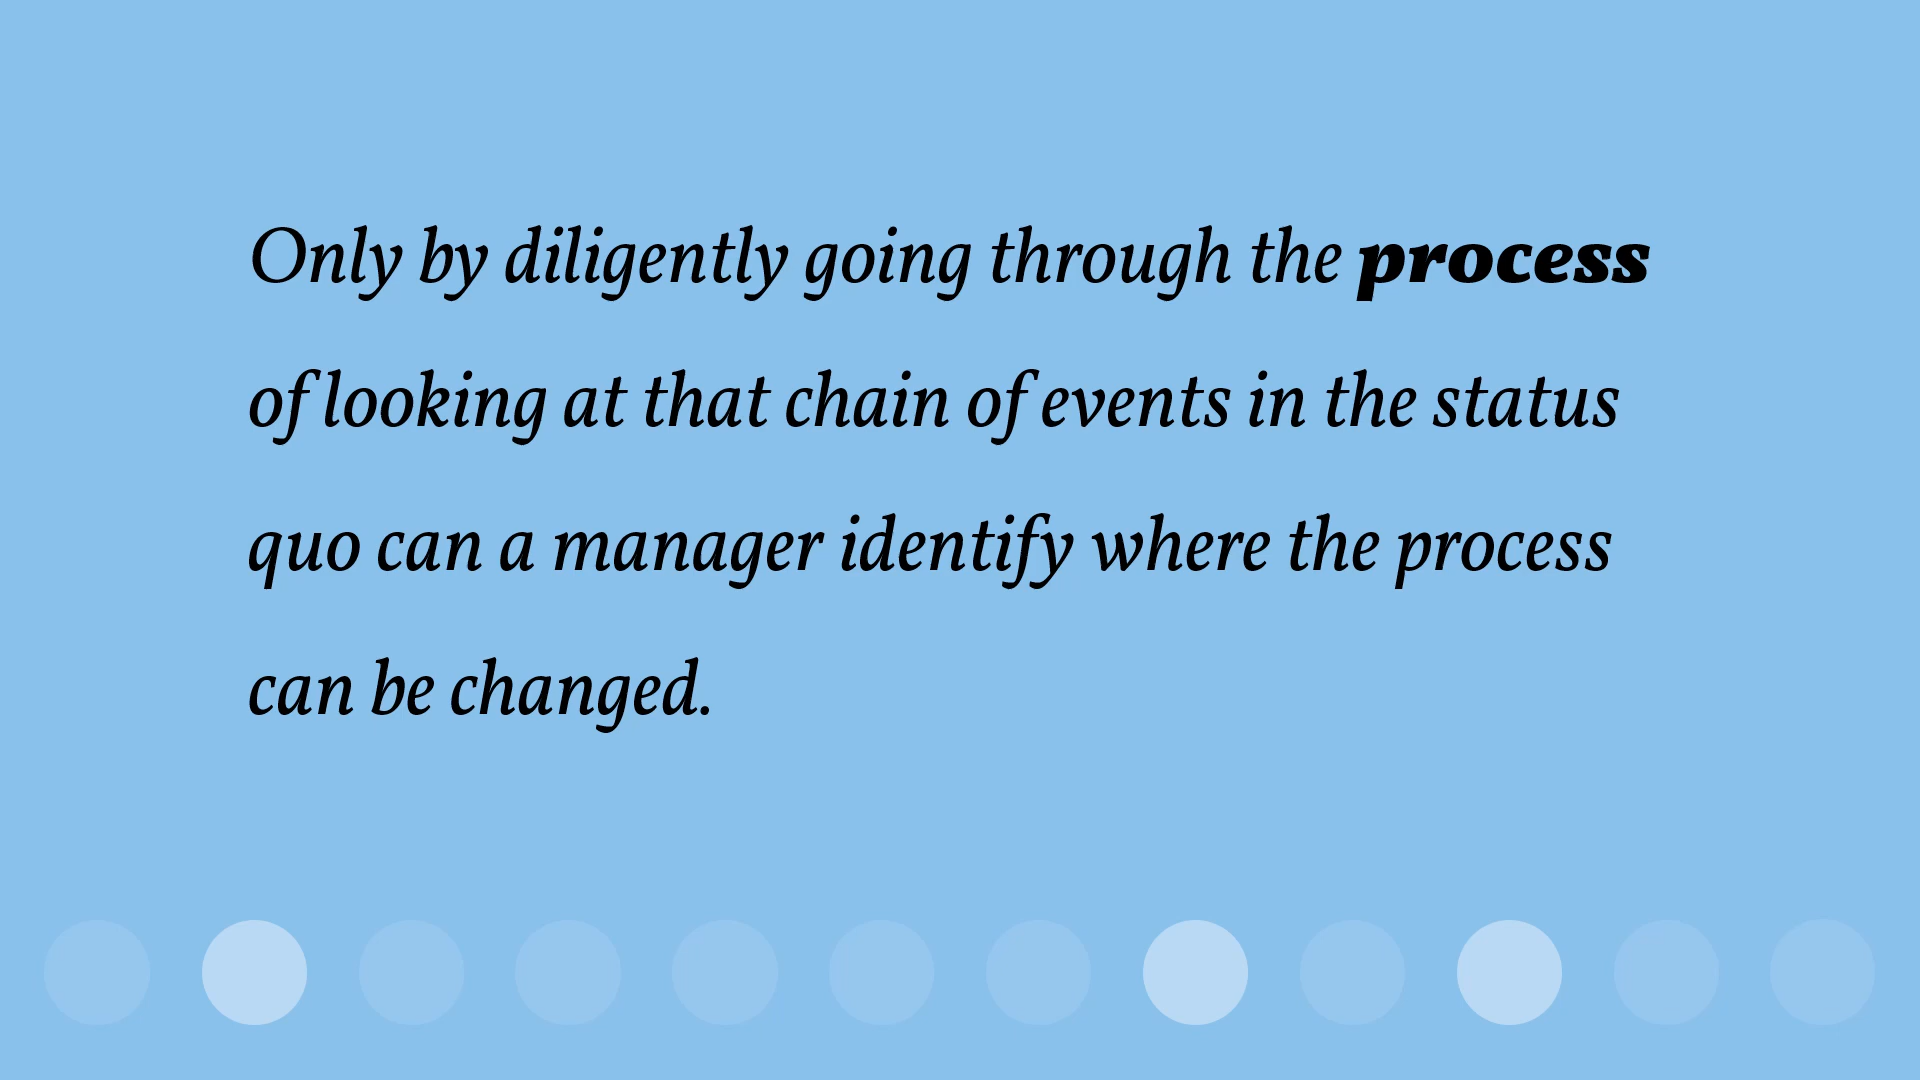 Only by diligently going through the process
of looking at that chain of events in the status
quo can a manager identify where the process
can be changed.